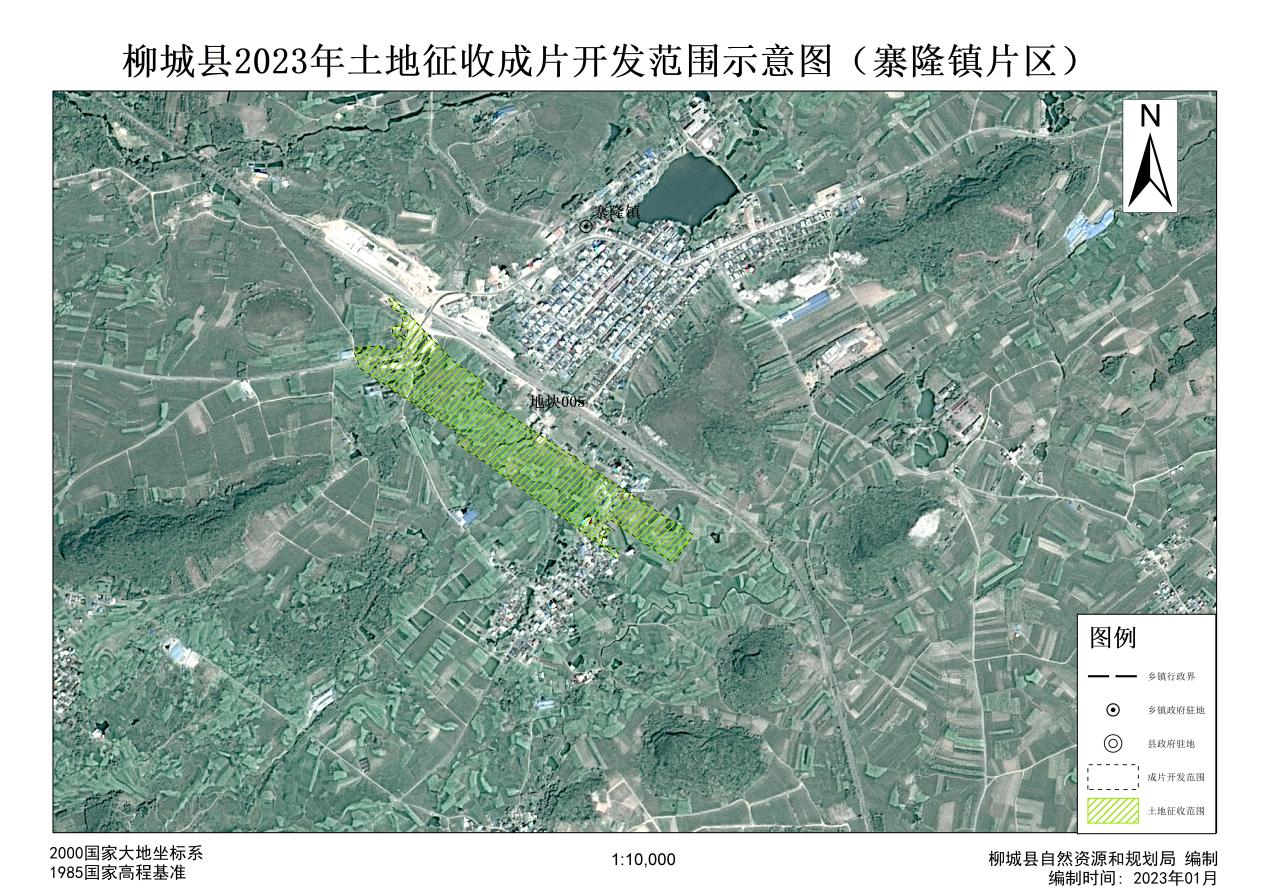 柳城县2023年土地征收成片开发范围示意图（寨隆镇片区）
N
寨隆镇
地块005
图例
乡镇行政界
乡镇政府驻地
县政府驻地
成片开发范围
土地征收范围
2000国家大地坐标系
1985国家高程基准
1:10,000
柳城县自然资源和规划局 编制
编制时间：2023年01月